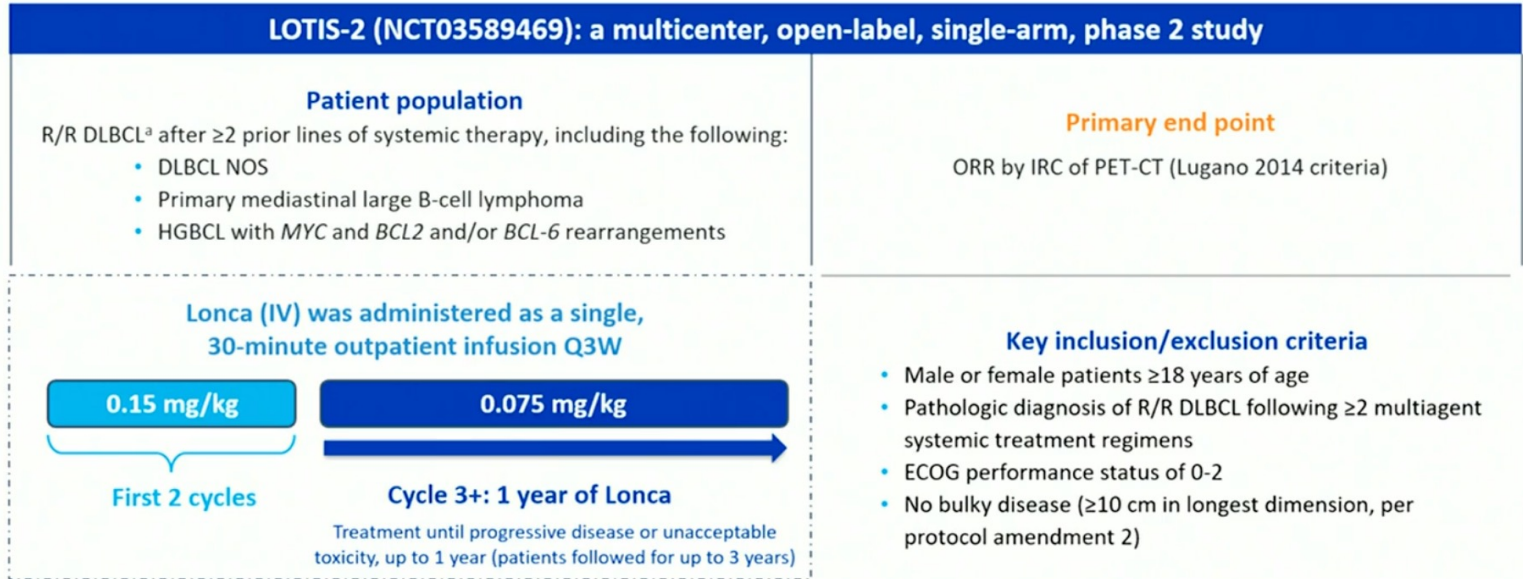 LOTIS-2 (NCT03589469): a multicenter, open-label, single-arm, phase 2 study
Patient population
R/R DLBCLᵃ after ≥2 prior lines of systemic therapy, including the following:
• DLBCL NOS
• Primary mediastinal large B-cell lymphoma
• HGBCL with MYC and BCL2 and/or BCL-6 rearrangements
Primary end point
ORR by IRC of PET-CT (Lugano 2014 criteria)
Lonca (IV) was administered as a single,
30-minute outpatient infusion Q3W
0.15 mg/kg
0.075 mg/kg
First 2 cycles
Cycle 3+: 1 year of Lonca
Treatment until progressive disease or unacceptable
toxicity, up to 1 year (patients followed for up to 3 years)
Key inclusion/exclusion criteria
• Male or female patients ≥18 years of age
• Pathologic diagnosis of R/R DLBCL following ≥2 multiagent
systemic treatment regimens
• ECOG performance status of 0-2
• No bulky disease (≥10 cm in longest dimension, per
protocol amendment 2)